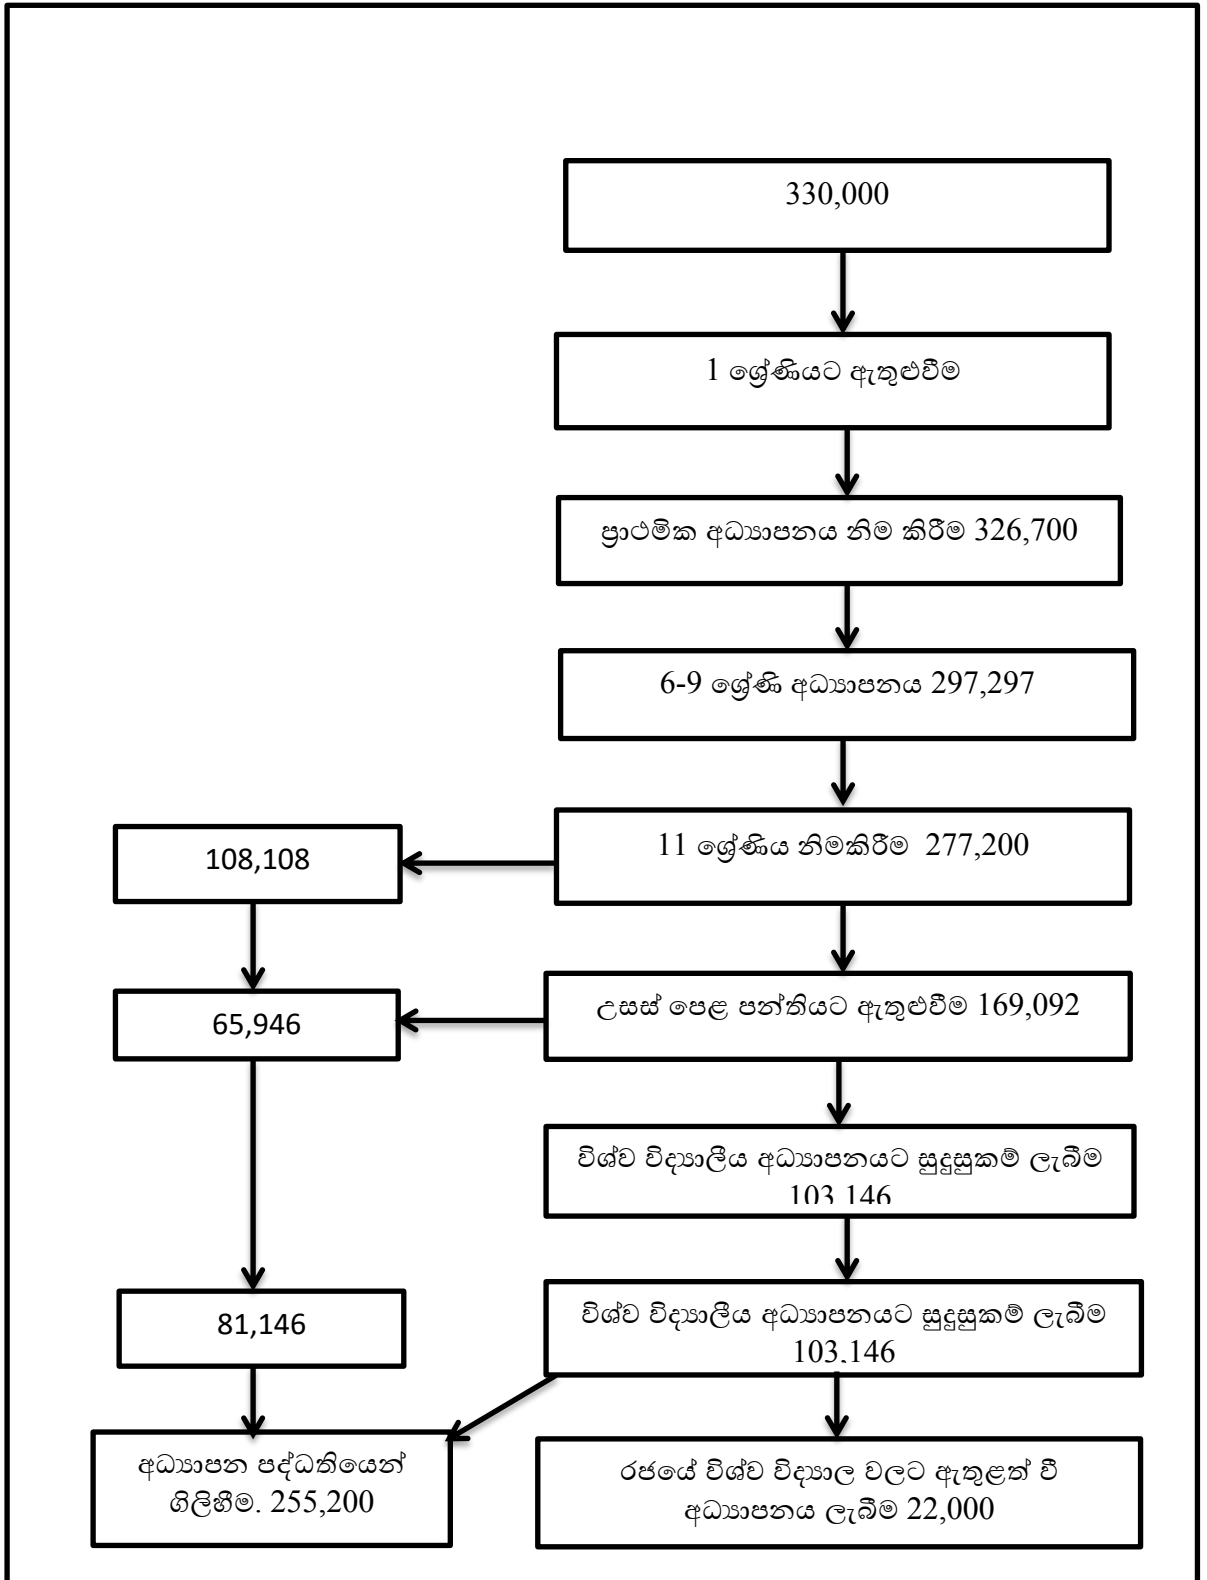 330,000
1 ශ්‍රේණියට ඇතුළුවීම
ප්‍රාථමික අධ්‍යාපනය නිම කිරීම 326,700
6-9 ශ්‍රේණි අධ්‍යාපනය 297,297
11 ශ්‍රේණිය නිමකිරීම 277,200
108,108
උසස් පෙළ පන්තියට ඇතුළුවීම 169,092
65,946
විශ්ව විද්‍යාලීය අධ්‍යාපනයට සුදුසුකම් ලැබීම
103,146
විශ්ව විද්‍යාලීය අධ්‍යාපනයට සුදුසුකම් ලැබීම
103,146
81,146
අධ්‍යාපන පද්ධතියෙන්
ගිලිහීම. 255,200
රජයේ විශ්ව විද්‍යාල වලට ඇතුළත් වී
අධ්‍යාපනය ලැබීම 22,000